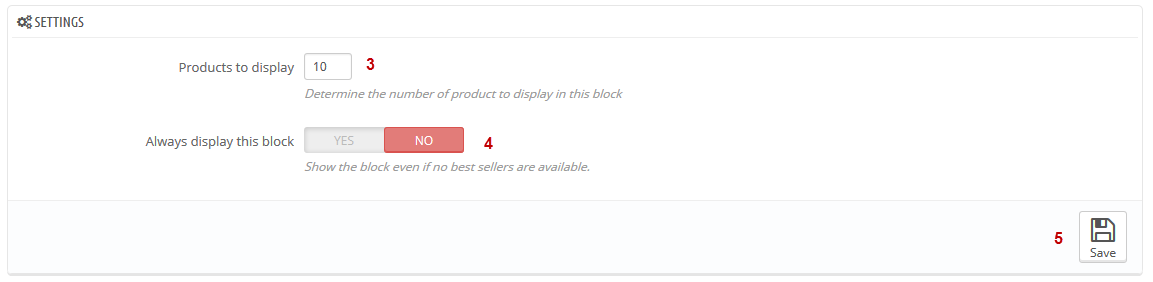 SETTINGS
Products to display 10 3
Determine the number of product to display in this block
Always display this block YES NO 4
Show the block even if no best sellers are available.
5 Save